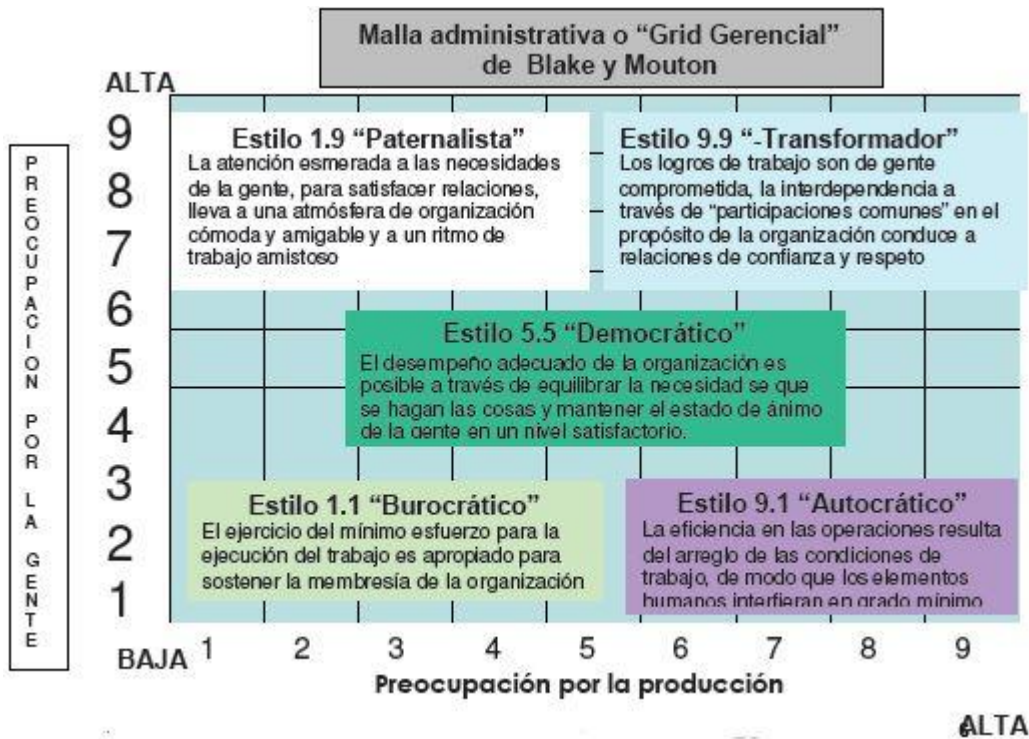 Malla administrativa o “Grid Gerencial”
de Blake y Mouton
ALTA
PREOCUPACION POR LA GENTE
9
8
7
6
5
4
3
2
1
Estilo 1.9 “Paternalista”
La atención esmerada a las necesidades
de la gente, para satisfacer relaciones,
lleva a una atmósfera de organización
cómoda y amigable y a un ritmo de
trabajo amistoso
Estilo 9.9 “-Transformador”
Los logros de trabajo son de gente
comprometida, la interdependencia a
través de “participaciones comunes” en el
propósito de la organización conduce a
relaciones de confianza y respeto
Estilo 5.5 “Democrático”
El desempeño adecuado de la organización es
posible a través de equilibrar la necesidad se que
se hagan las cosas y mantener el estado de ánimo
de la gente en un nivel satisfactorio.
Estilo 1.1 “Burocrático”
El ejercicio del mínimo esfuerzo para la
ejecución del trabajo es apropiado para
sostener la membresía de la organización
Estilo 9.1 “Autocrático”
La eficiencia en las operaciones resulta
del arreglo de las condiciones de
trabajo, de modo que los elementos
humanos interfieran en grado mínimo
BAJA 1 2 3 4 5 6 7 8 9
Preocupación por la producción
ALTA